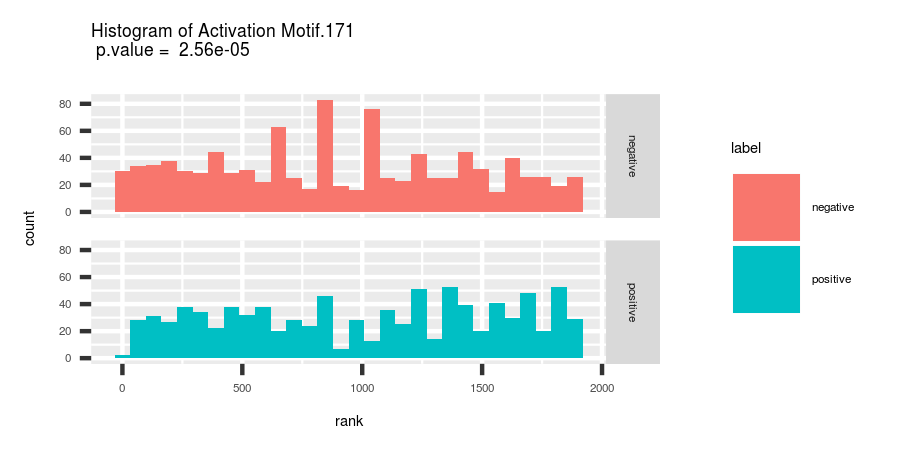 Histogram of Activation Motif.171
p.value = 2.56e-05
count
80
60
40
20
0
negative
80
60
40
20
0
positive
0 500 1000 1500 2000
rank
label
negative
positive